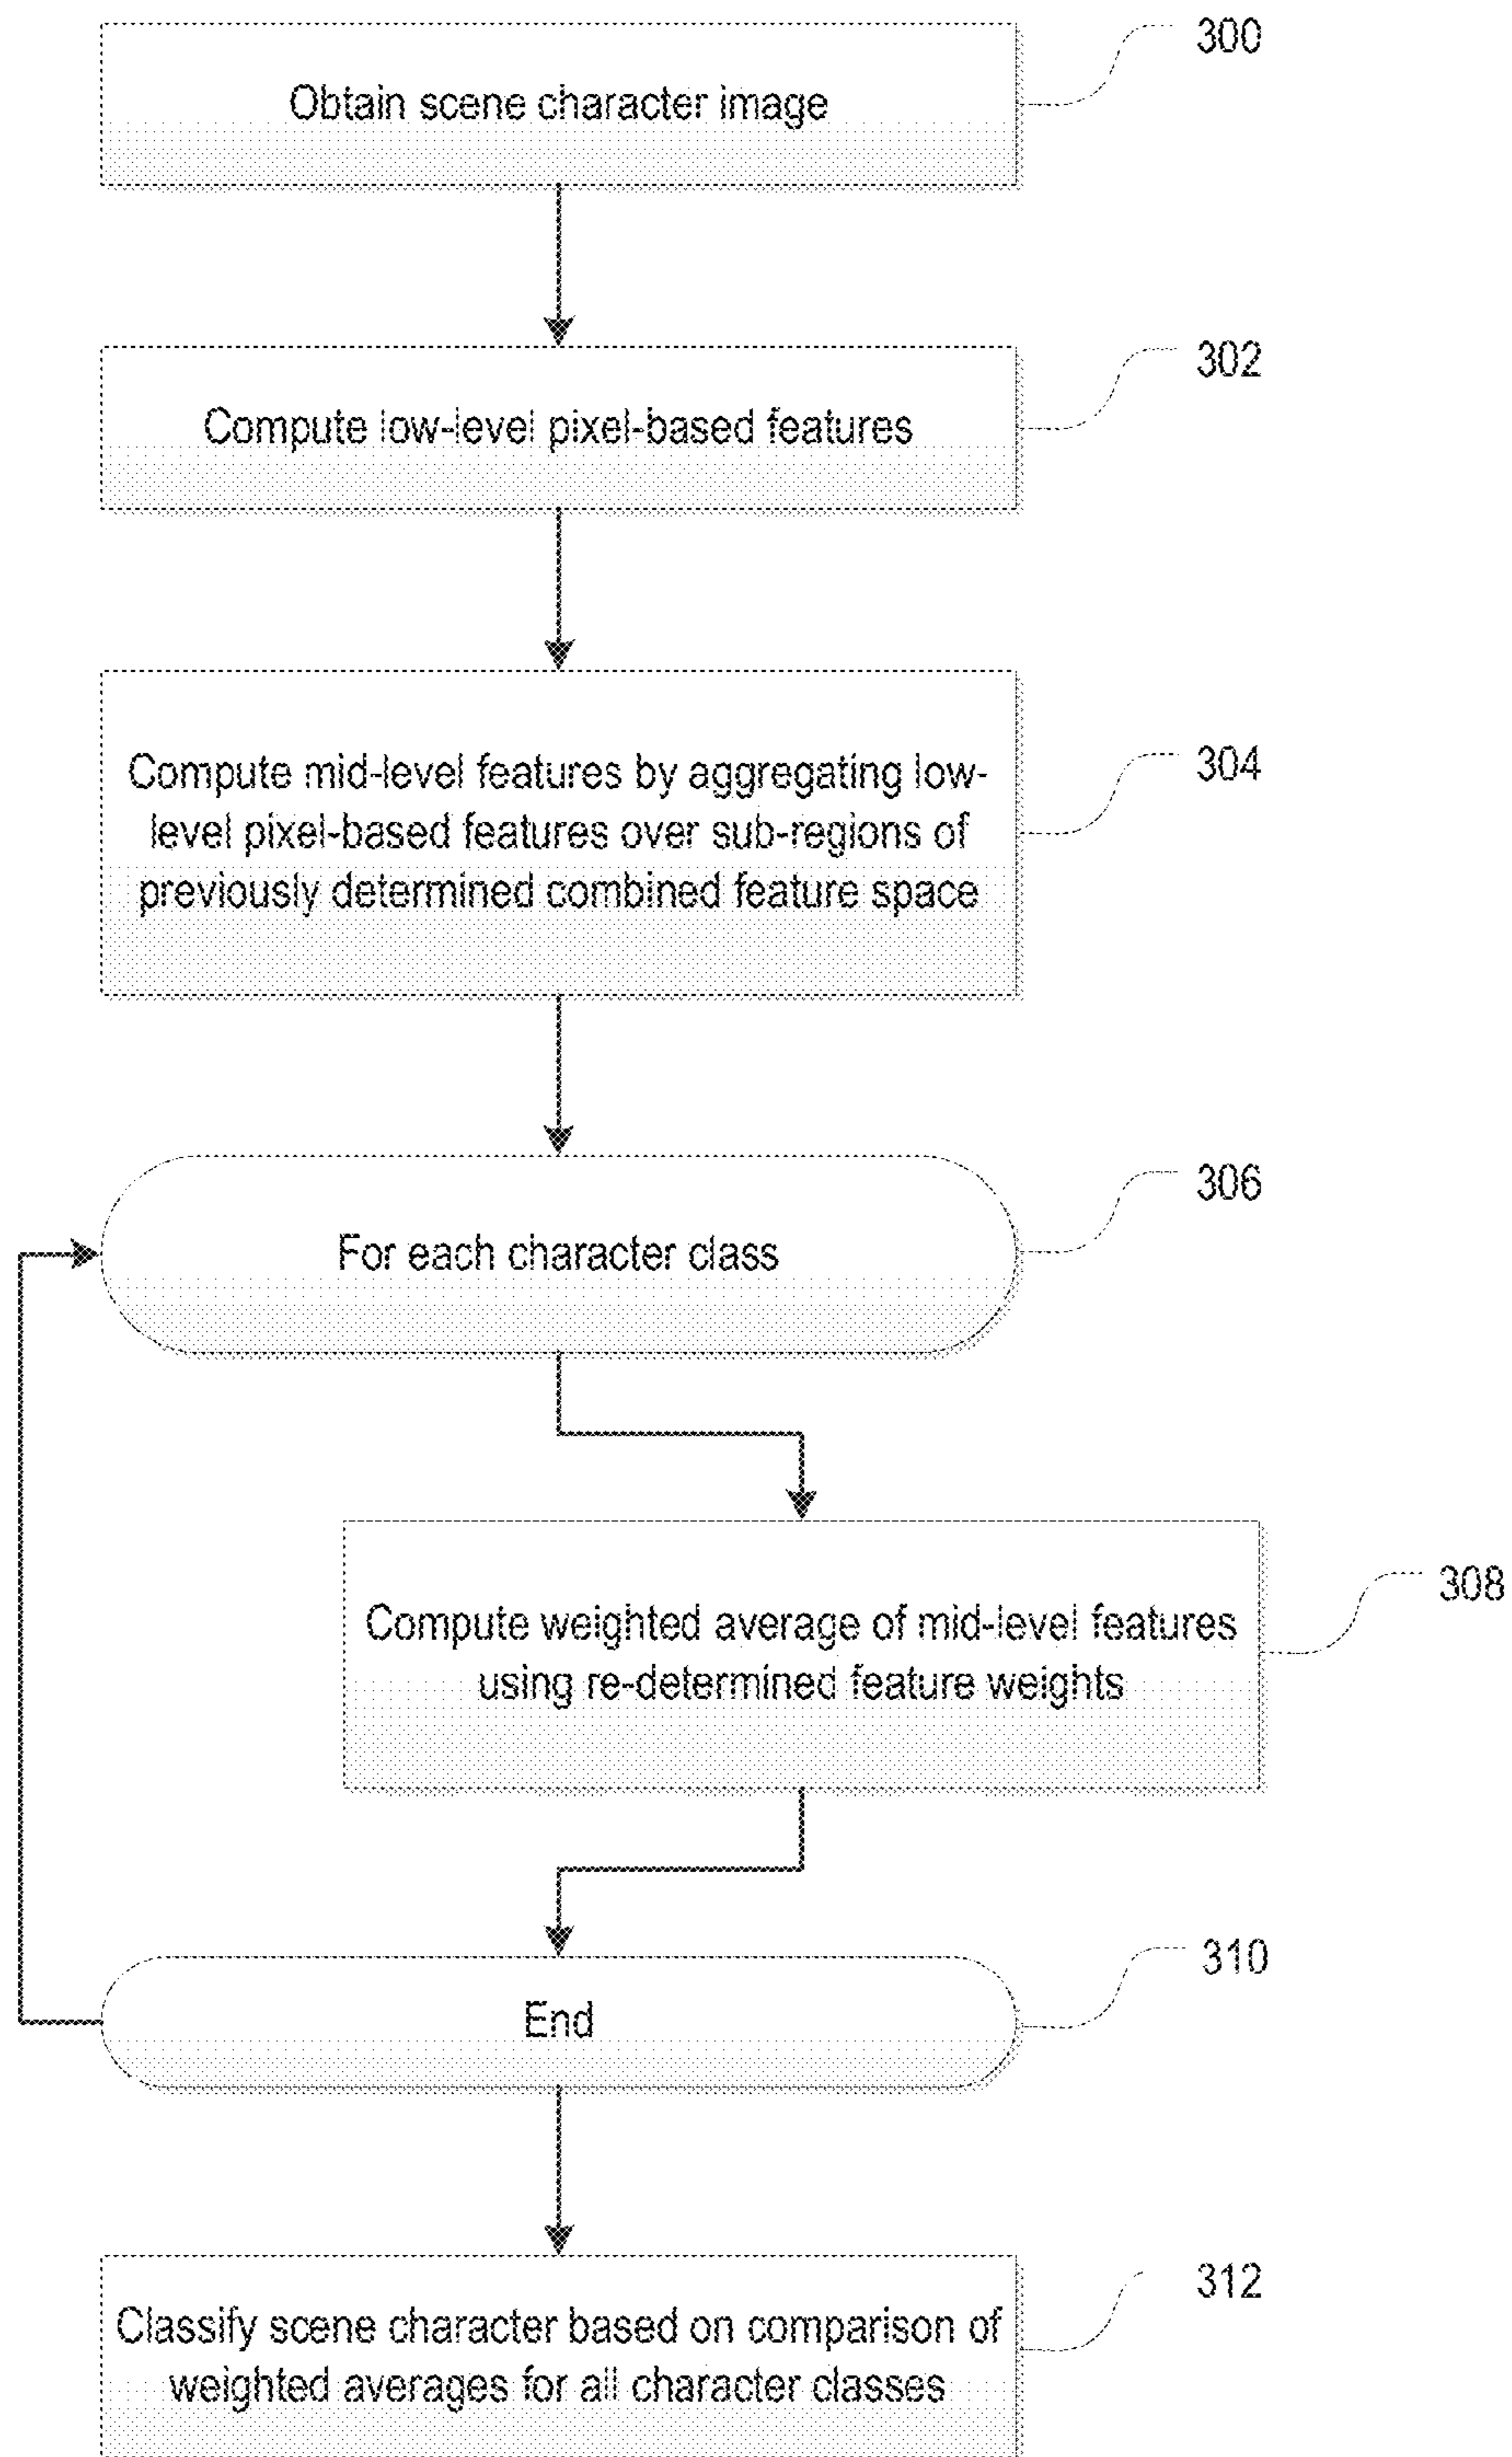 300
Obtain scene character image
302
Compute low-level pixel-based features
304
Compute mid-level features by aggregating low-
level pixel-based features over sub-regions of
previously determined combined feature space
306
For each character class
308
Compute weighted average of mid-level features
using re-determined feature weights
310
End
312
Classify scene character based on comparison of
weighted averages for all character classes